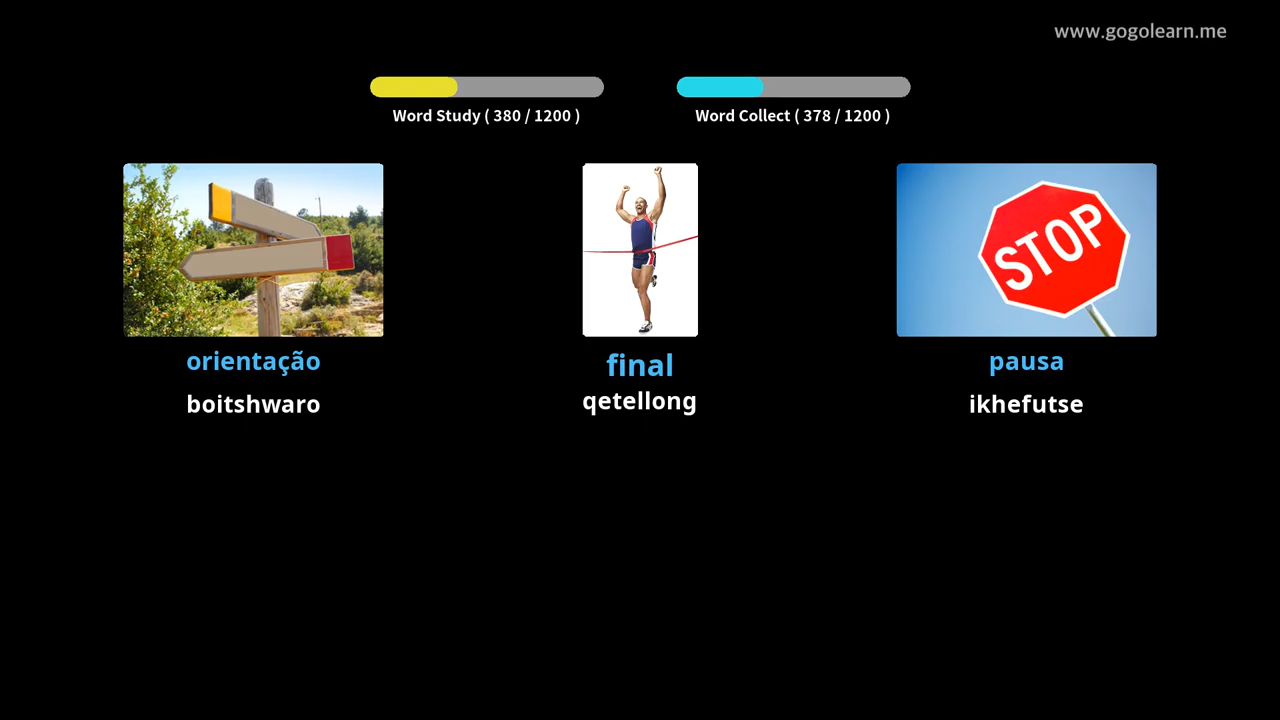 www.gogolearn.me
Word Study ( 380 / 1200 )
Word Collect ( 378 / 1200 )
STOP
orientação
final
pausa
boitshwaro
qetellong
ikhefutse